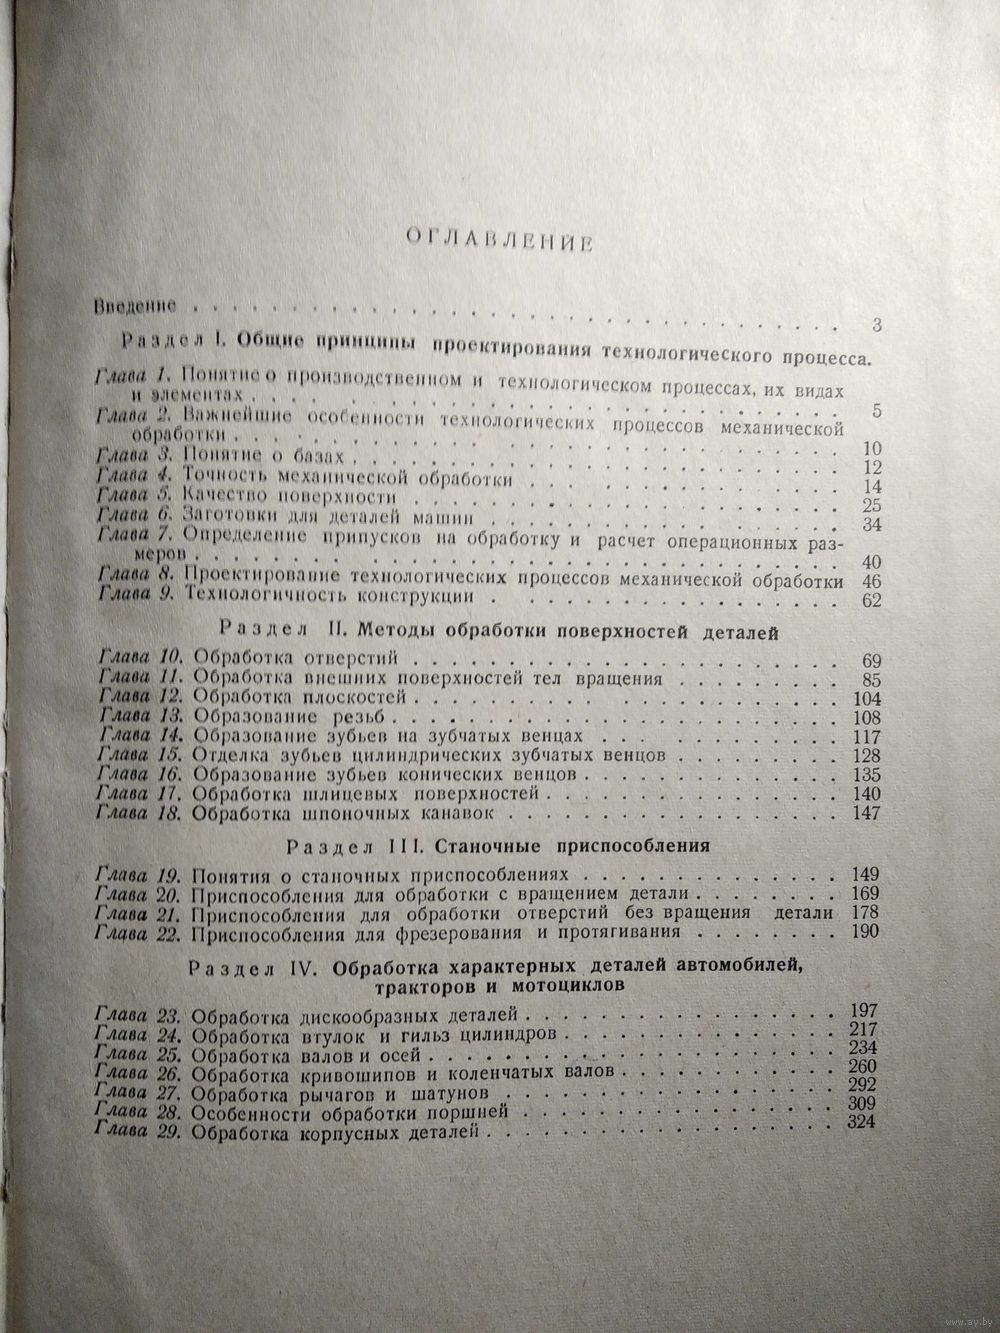 ОГЛАВЛЕНИЕ
Введение . . . . . . . . . . . . . . . . . . . . . . . . . . . . . . 3
Раздел I. Общие принципы проектирования технологического процесса.
Глава 1. Понятие о производственном и технологическом процессах, их видах
и элементах . . . . . . . . . . . . . . . . . . . . . . . . . . 5
Глава 2. Важнейшие особенности технологических процессов механической
обработки . . . . . . . . . . . . . . . . . . . . . . . . . . 10
Глава 3. Понятие о базах . . . . . . . . . . . . . . . . . . . . . 12
Глава 4. Точность механической обработки . . . . . . . . . . . . . 14
Глава 5. Качество поверхности . . . . . . . . . . . . . . . . . . 25
Глава 6. Заготовки для деталей машин . . . . . . . . . . . . . . . 34
Глава 7. Определение припусков на обработку и расчет операционных раз-
меров . . . . . . . . . . . . . . . . . . . . . . . . . . . . 40
Глава 8. Проектирование технологических процессов механической обработки 46
Глава 9. Технологичность конструкции . . . . . . . . . . . . . . . 62
Раздел II. Методы обработки поверхностей деталей
Глава 10. Обработка отверстий . . . . . . . . . . . . . . . . . . 69
Глава 11. Обработка внешних поверхностей тел вращения . . . . . . . . 85
Глава 12. Обработка плоскостей . . . . . . . . . . . . . . . . . . 104
Глава 13. Образование резьб . . . . . . . . . . . . . . . . . . . 108
Глава 14. Образование зубьев на зубчатых венцах . . . . . . . . . . 117
Глава 15. Отделка зубьев цилиндрических зубчатых венцов . . . . . . . 128
Глава 16. Образование зубьев конических венцов . . . . . . . . . . . 135
Глава 17. Обработка шлицевых поверхностей . . . . . . . . . . . . . 140
Глава 18. Обработка шпоночных канавок . . . . . . . . . . . . . . . 147
Раздел III. Станочные приспособления
Глава 19. Понятия о станочных приспособлениях . . . . . . . . . . . 149
Глава 20. Приспособления для обработки с вращением детали . . . . . . 169
Глава 21. Приспособления для обработки отверстий без вращения детали 178
Глава 22. Приспособления для фрезерования и протягивания . . . . . . 190
Раздел IV. Обработка характерных деталей автомобилей,
тракторов и мотоциклов
Глава 23. Обработка дискообразных деталей . . . . . . . . . . . . . 197
Глава 24. Обработка втулок и гильз цилиндров . . . . . . . . . . . . 217
Глава 25. Обработка валов и осей . . . . . . . . . . . . . . . . . 234
Глава 26. Обработка кривошипов и коленчатых валов . . . . . . . . . 260
Глава 27. Обработка рычагов и шатунов . . . . . . . . . . . . . . . 292
Глава 28. Особенности обработки поршней . . . . . . . . . . . . . . 309
Глава 29. Обработка корпусных деталей . . . . . . . . . . . . . . . 324
www.ay.by